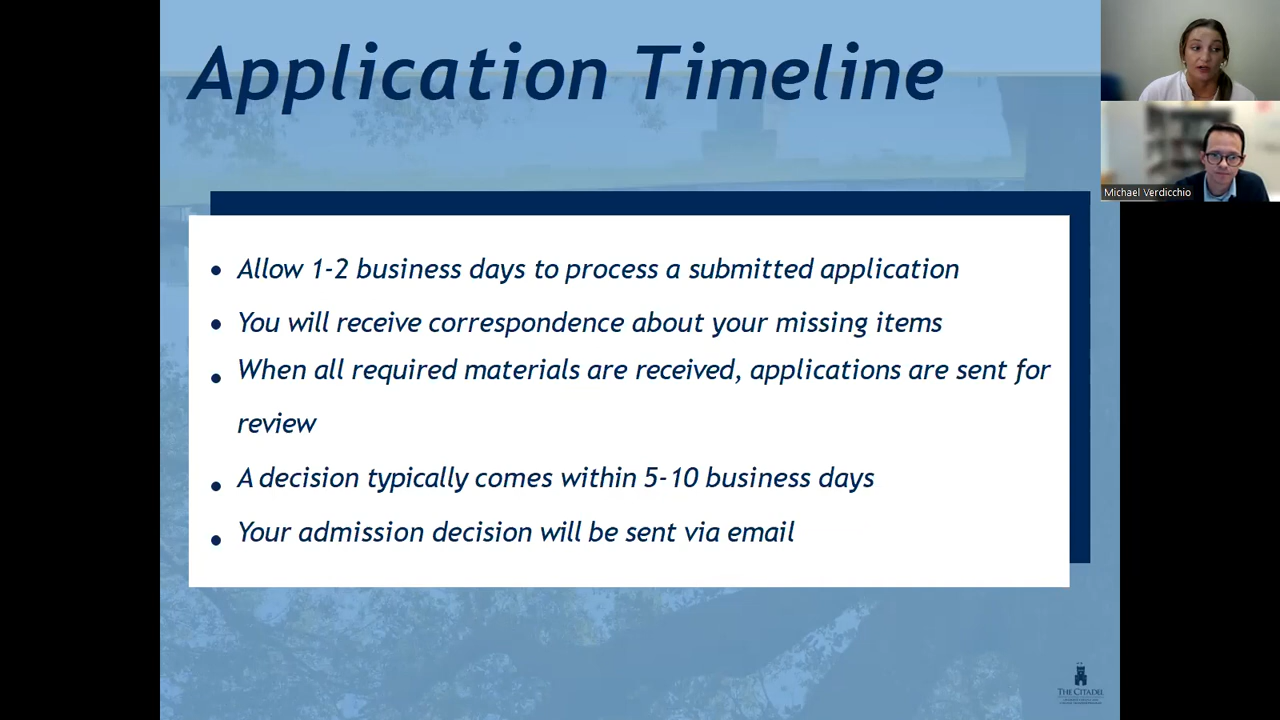 Application Timeline
Michael Verdicchio
Allow 1-2 business days to process a submitted application
You will receive correspondence about your missing items
When all required materials are received, applications are sent for
review
A decision typically comes within 5-10 business days
Your admission decision will be sent via email
THE CITADEL